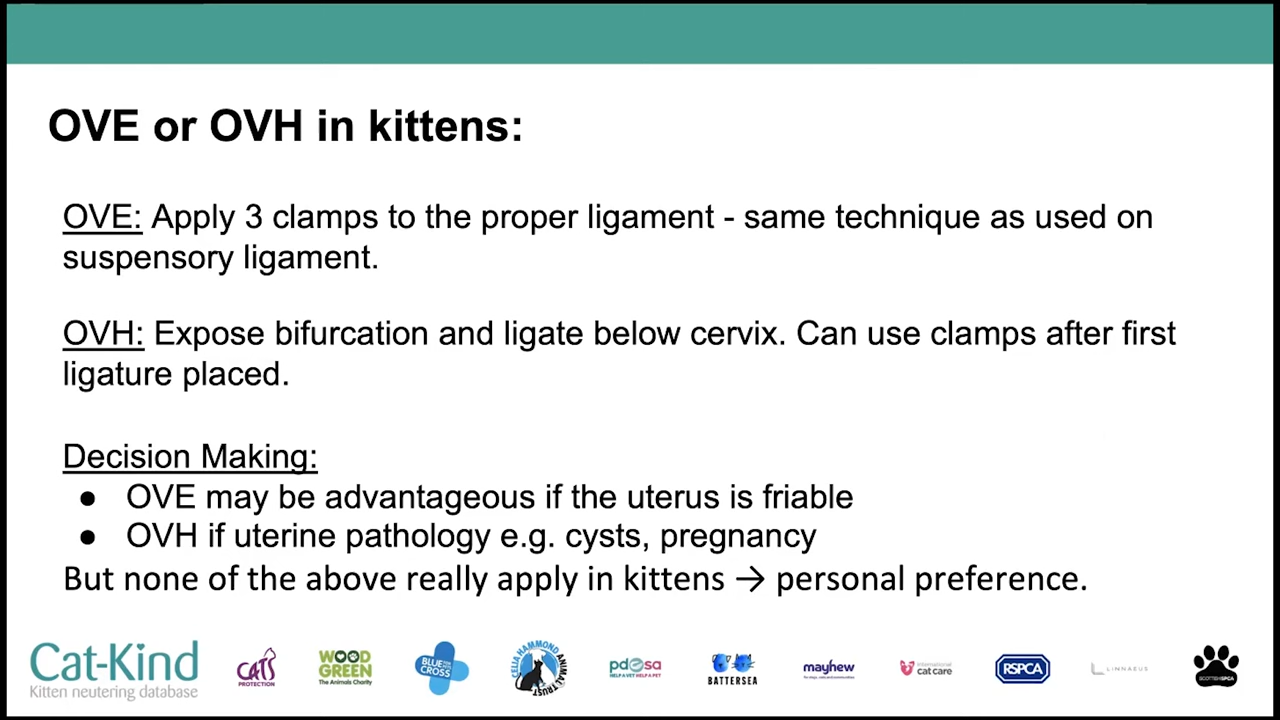 OVE or OVH in kittens:
OVE: Apply 3 clamps to the proper ligament - same technique as used on
suspensory ligament.
OVH: Expose bifurcation and ligate below cervix. Can use clamps after first
ligature placed.
Decision Making:
● OVE may be advantageous if the uterus is friable
● OVH if uterine pathology e.g. cysts, pregnancy
But none of the above really apply in kittens → personal preference.
Cat-Kind
Kitten neutering database
CATS
PROTECTION
WOOD
GREEN
The Animals Charity
BLUE
CROSS
CELIA HAMMOND
ANIMAL TRUST
pdsa
HELP A VET HELP A PET
BATTERSEA
mayhew
international
cat care
RSPCA
LINNAEUS
SCOTTISHSPCA